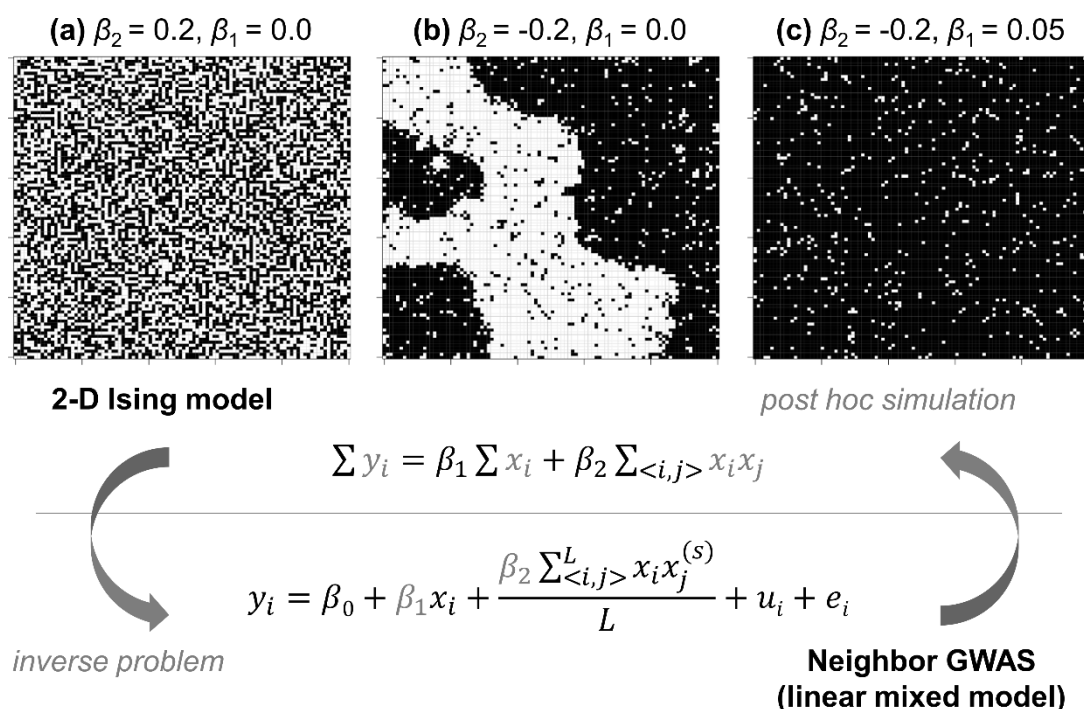 (a) β₂ = 0.2, β₁ = 0.0
(b) β₂ = -0.2, β₁ = 0.0
(c) β₂ = -0.2, β₁ = 0.05
2-D Ising model
post hoc simulation
∑ yᵢ = β₁ ∑ xᵢ + β₂ ∑<i,j> xᵢxⱼ
yᵢ = β₀ + β₁xᵢ + (β₂ ∑ᴸ<i,j> xᵢxⱼ⁽ˢ⁾)/L + uᵢ + eᵢ
inverse problem
Neighbor GWAS
(linear mixed model)